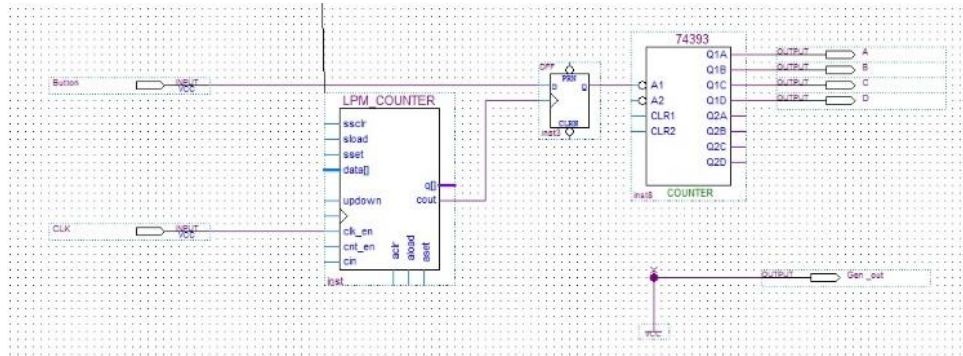 74393
Q1A
OUTPUT
A
Q1B
OUTPUT
B
DFF
PRN
Button
INPUT
VCC
D
Q
A1
Q1C
OUTPUT
C
LPM_COUNTER
A2
Q1D
OUTPUT
D
ssclr
CLRN
CLR1
Q2A
sload
inst3
CLR2
Q2B
sset
Q2C
data[]
Q2D
q[]
inst8
COUNTER
updown
cout
CLK
INPUT
VCC
clk_en
cnt_en
cin
aclr
aload
aset
inst
OUTPUT
Gen_out
VCC